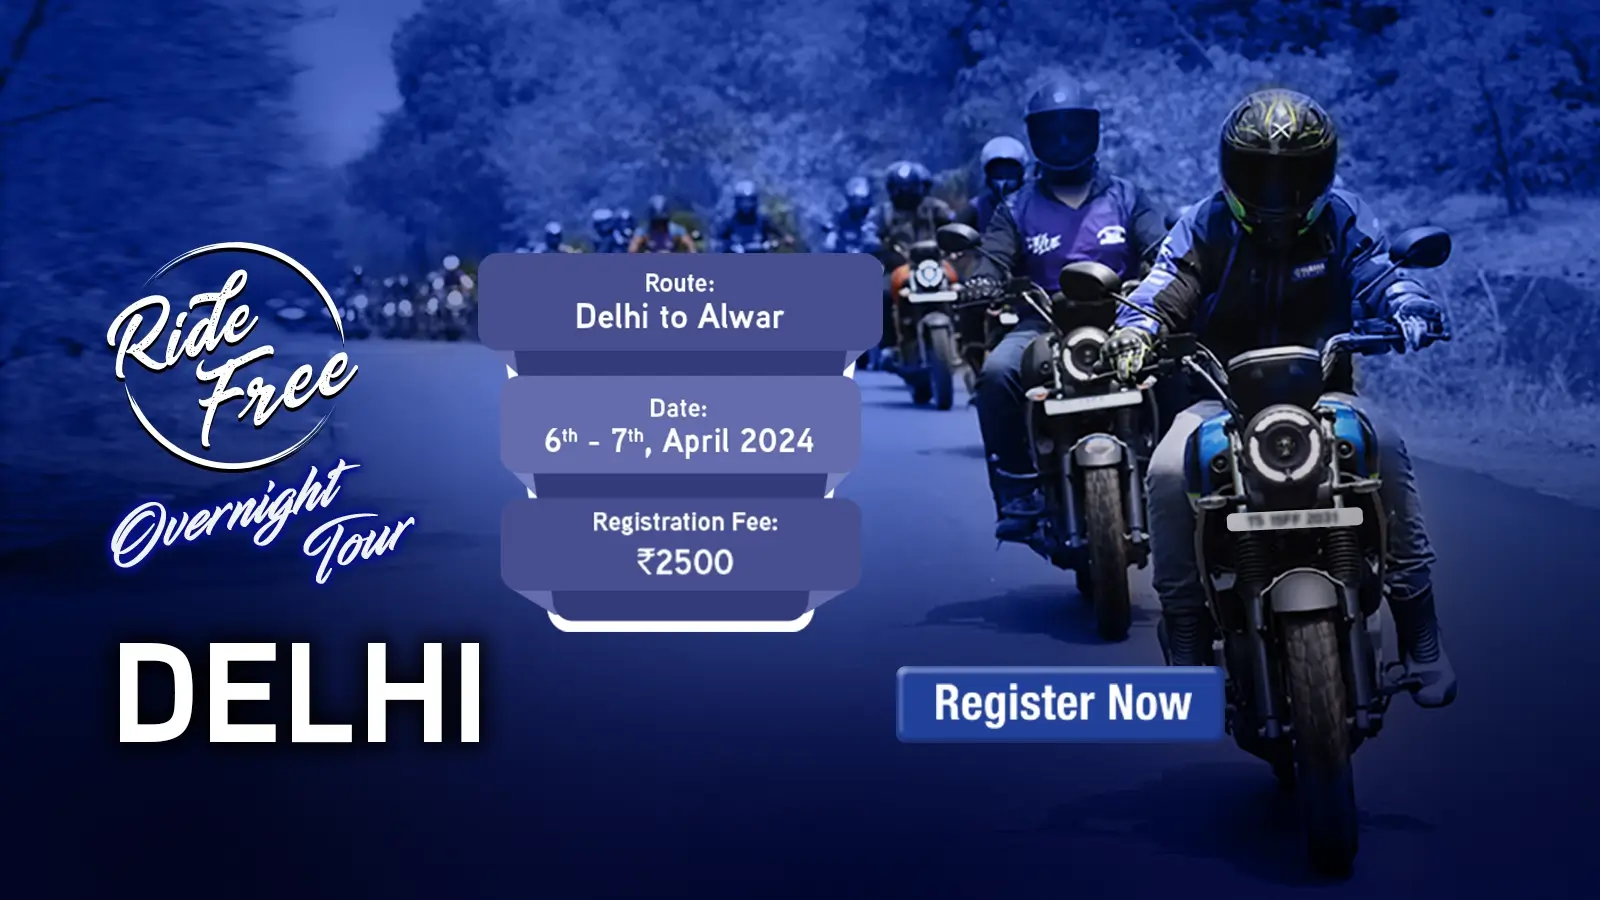 Ride
Free
Overnight
Tour
DELHI
Route:
Delhi to Alwar
Date:
6th - 7th, April 2024
Registration Fee:
₹2500
Register Now
YAMAHA